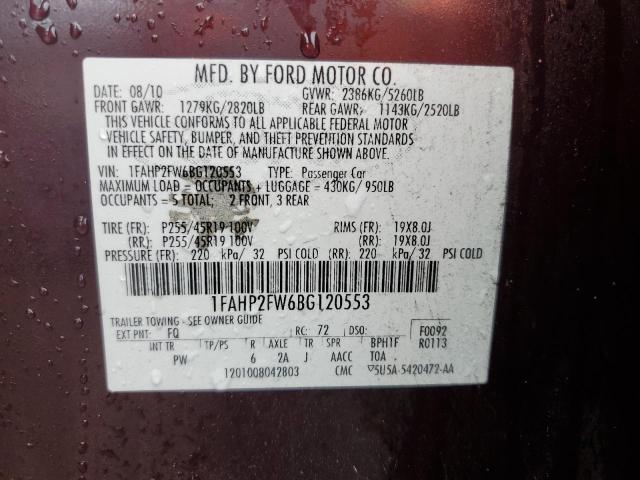 MFD. BY FORD MOTOR CO.
DATE: 08/10 GVWR: 2386KG/5260LB
FRONT GAWR: 1279KG/2820LB REAR GAWR: 1143KG/2520LB
THIS VEHICLE CONFORMS TO ALL APPLICABLE FEDERAL MOTOR
VEHICLE SAFETY, BUMPER, AND THEFT PREVENTION STANDARDS
IN EFFECT ON THE DATE OF MANUFACTURE SHOWN ABOVE.
VIN: 1FAHP2FW6BG120553 TYPE: Passenger Car
MAXIMUM LOAD = OCCUPANTS + LUGGAGE = 430KG/950LB
OCCUPANTS = 5 TOTAL: 2 FRONT, 3 REAR
TIRE (FR): P255/45R19 100V RIMS (FR): 19X8.0J
(RR): P255/45R19 100V (RR): 19X8.0J
PRESSURE (FR): 220 kPa/32 PSI COLD (RR): 220 kPa/32 PSI COLD
1FAHP2FW6BG120553
TRAILER TOWING - SEE OWNER GUIDE
EXT PNT: FQ RC: 72 DSO: F0092
INT TR TP/PS R AXLE TR SPR BPH1F R0113
PW 6 2A J AACC TOA
1201008042803 CMC ▽5U5A-5420472-AA